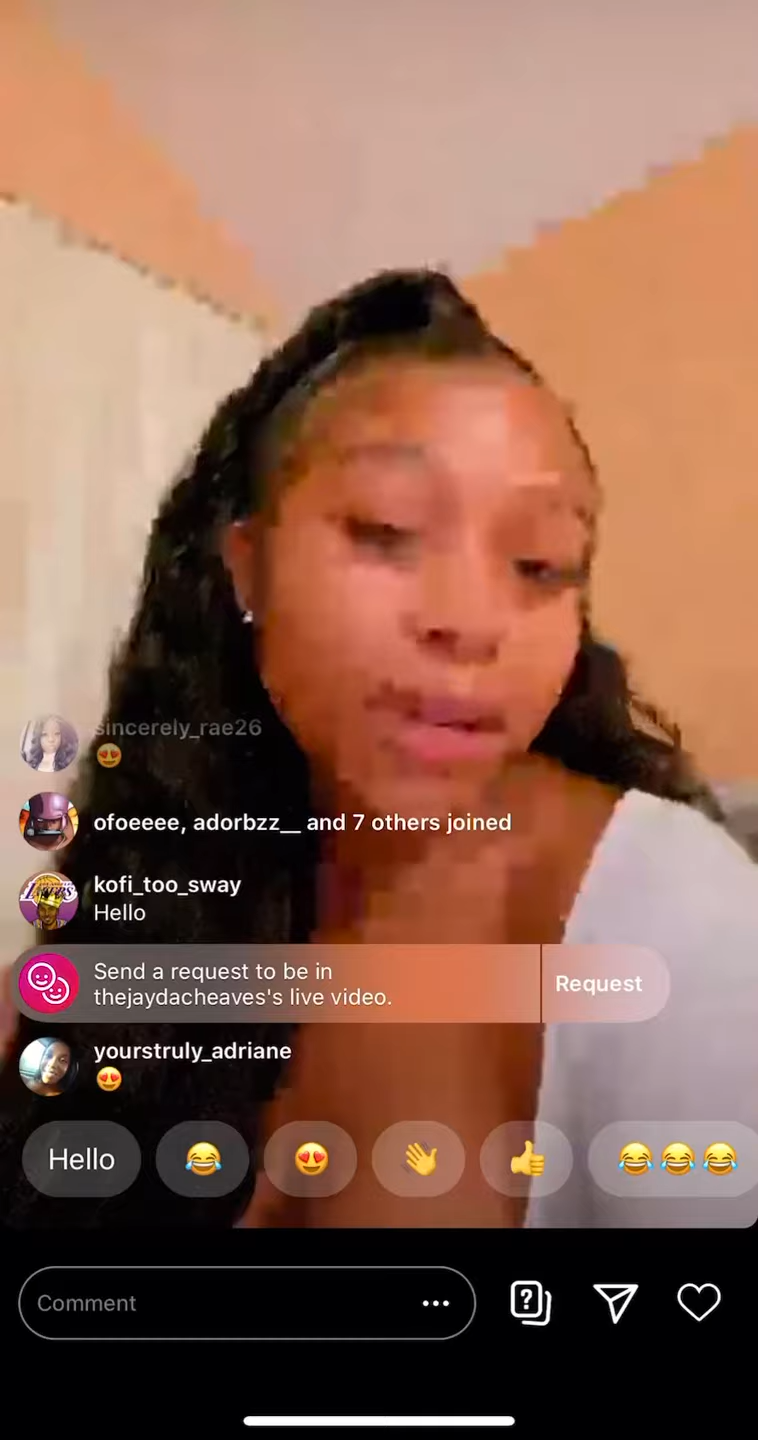 sincerely_rae26
😍
ofoeeee, adorbzz__ and 7 others joined
kofi_too_sway
Hello
Send a request to be in
thejaydacheaves's live video.
Request
yourstruly_adriane
😍
Hello 😂 😍 👋 👍 😂😂😂
Comment